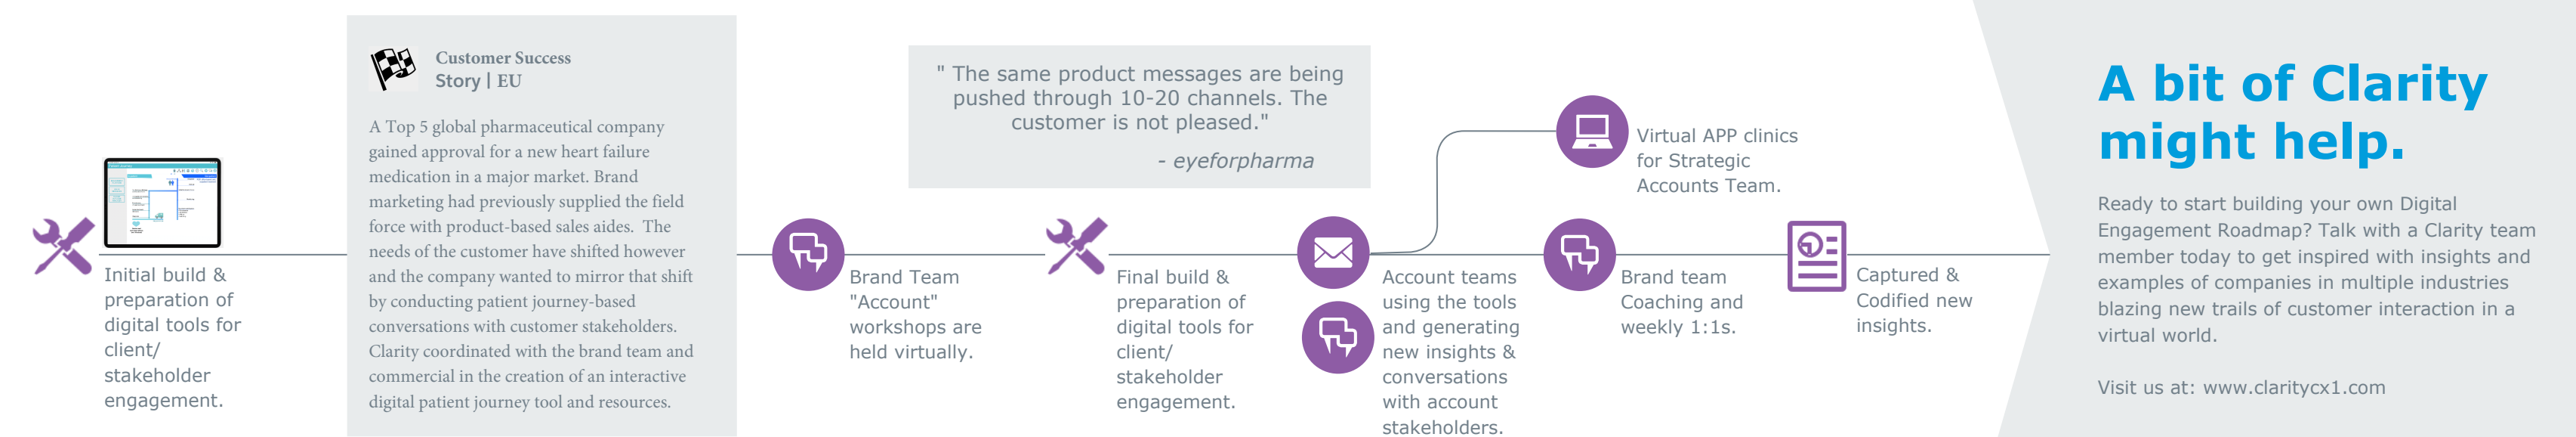 Initial build &
preparation of
digital tools for
client/
stakeholder
engagement.
Customer Success
Story | EU
A Top 5 global pharmaceutical company
gained approval for a new heart failure
medication in a major market. Brand
marketing had previously supplied the field
force with product-based sales aides.  The
needs of the customer have shifted however
and the company wanted to mirror that shift
by conducting patient journey-based
conversations with customer stakeholders.
Clarity coordinated with the brand team and
commercial in the creation of an interactive
digital patient journey tool and resources.
Brand Team
"Account"
workshops are
held virtually.
" The same product messages are being
pushed through 10-20 channels. The
customer is not pleased."
- eyeforpharma
Final build &
preparation of
digital tools for
client/
stakeholder
engagement.
Account teams
using the tools
and generating
new insights &
conversations
with account
stakeholders.
Virtual APP clinics
for Strategic
Accounts Team.
Brand team
Coaching and
weekly 1:1s.
Captured &
Codified new
insights.
A bit of Clarity
might help.
Ready to start building your own Digital
Engagement Roadmap? Talk with a Clarity team
member today to get inspired with insights and
examples of companies in multiple industries
blazing new trails of customer interaction in a
virtual world.
Visit us at: www.claritycx1.com